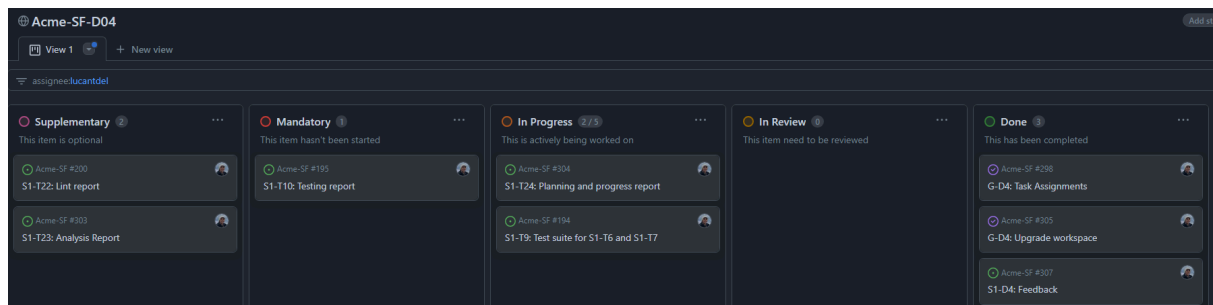 Acme-SF-D04
Add st
View 1
+ New view
assignee:lucantdel
Supplementary 2
This item is optional
Acme-SF #200
S1-T22: Lint report
Acme-SF #303
S1-T23: Analysis Report
Mandatory 1
This item hasn't been started
Acme-SF #195
S1-T10: Testing report
In Progress 2 / 5
This is actively being worked on
Acme-SF #304
S1-T24: Planning and progress report
Acme-SF #194
S1-T9: Test suite for S1-T6 and S1-T7
In Review 0
This item need to be reviewed
Done 3
This has been completed
Acme-SF #298
G-D4: Task Assignments
Acme-SF #305
G-D4: Upgrade workspace
Acme-SF #307
S1-D4: Feedback